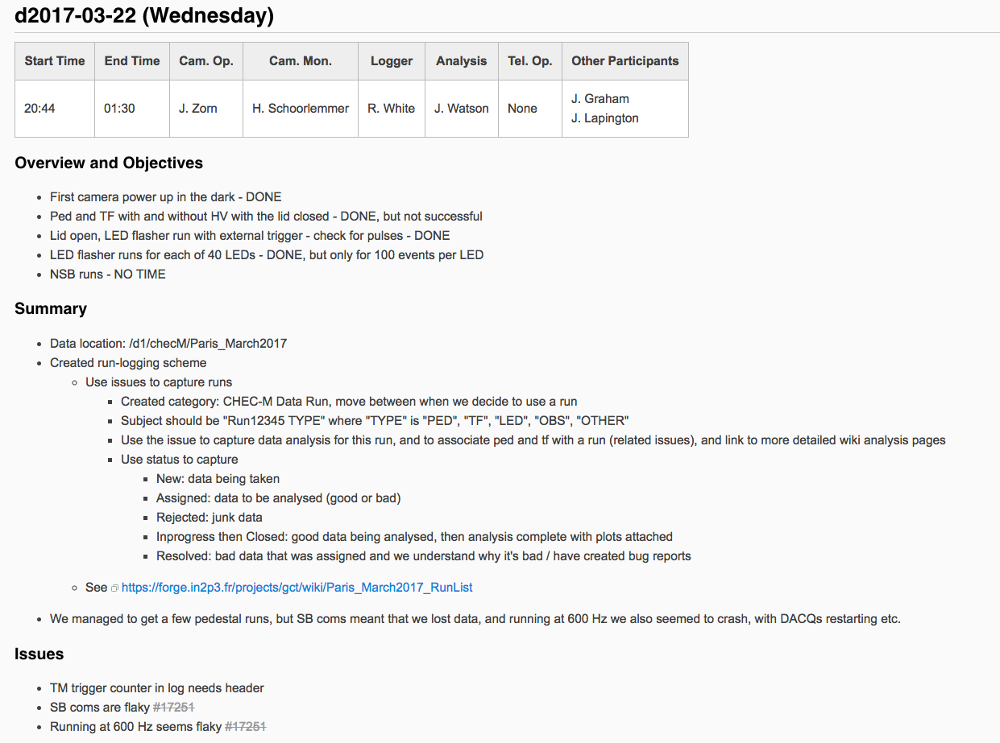 d2017-03-22 (Wednesday)
Start Time End Time Cam. Op. Cam. Mon. Logger Analysis Tel. Op. Other Participants
20:44 01:30 J. Zorn H. Schoorlemmer R. White J. Watson None J. Graham
J. Lapington
Overview and Objectives
First camera power up in the dark - DONE
Ped and TF with and without HV with the lid closed - DONE, but not successful
Lid open, LED flasher run with external trigger - check for pulses - DONE
LED flasher runs for each of 40 LEDs - DONE, but only for 100 events per LED
NSB runs - NO TIME
Summary
Data location: /d1/checM/Paris_March2017
Created run-logging scheme
Use issues to capture runs
Created category: CHEC-M Data Run, move between when we decide to use a run
Subject should be "Run12345 TYPE" where "TYPE" is "PED", "TF", "LED", "OBS", "OTHER"
Use the issue to capture data analysis for this run, and to associate ped and tf with a run (related issues), and link to more detailed wiki analysis pages
Use status to capture
New: data being taken
Assigned: data to be analysed (good or bad)
Rejected: junk data
Inprogress then Closed: good data being analysed, then analysis complete with plots attached
Resolved: bad data that was assigned and we understand why it's bad / have created bug reports
See https://forge.in2p3.fr/projects/gct/wiki/Paris_March2017_RunList
We managed to get a few pedestal runs, but SB coms meant that we lost data, and running at 600 Hz we also seemed to crash, with DACQs restarting etc.
Issues
TM trigger counter in log needs header
SB coms are flaky #17251
Running at 600 Hz seems flaky #17251